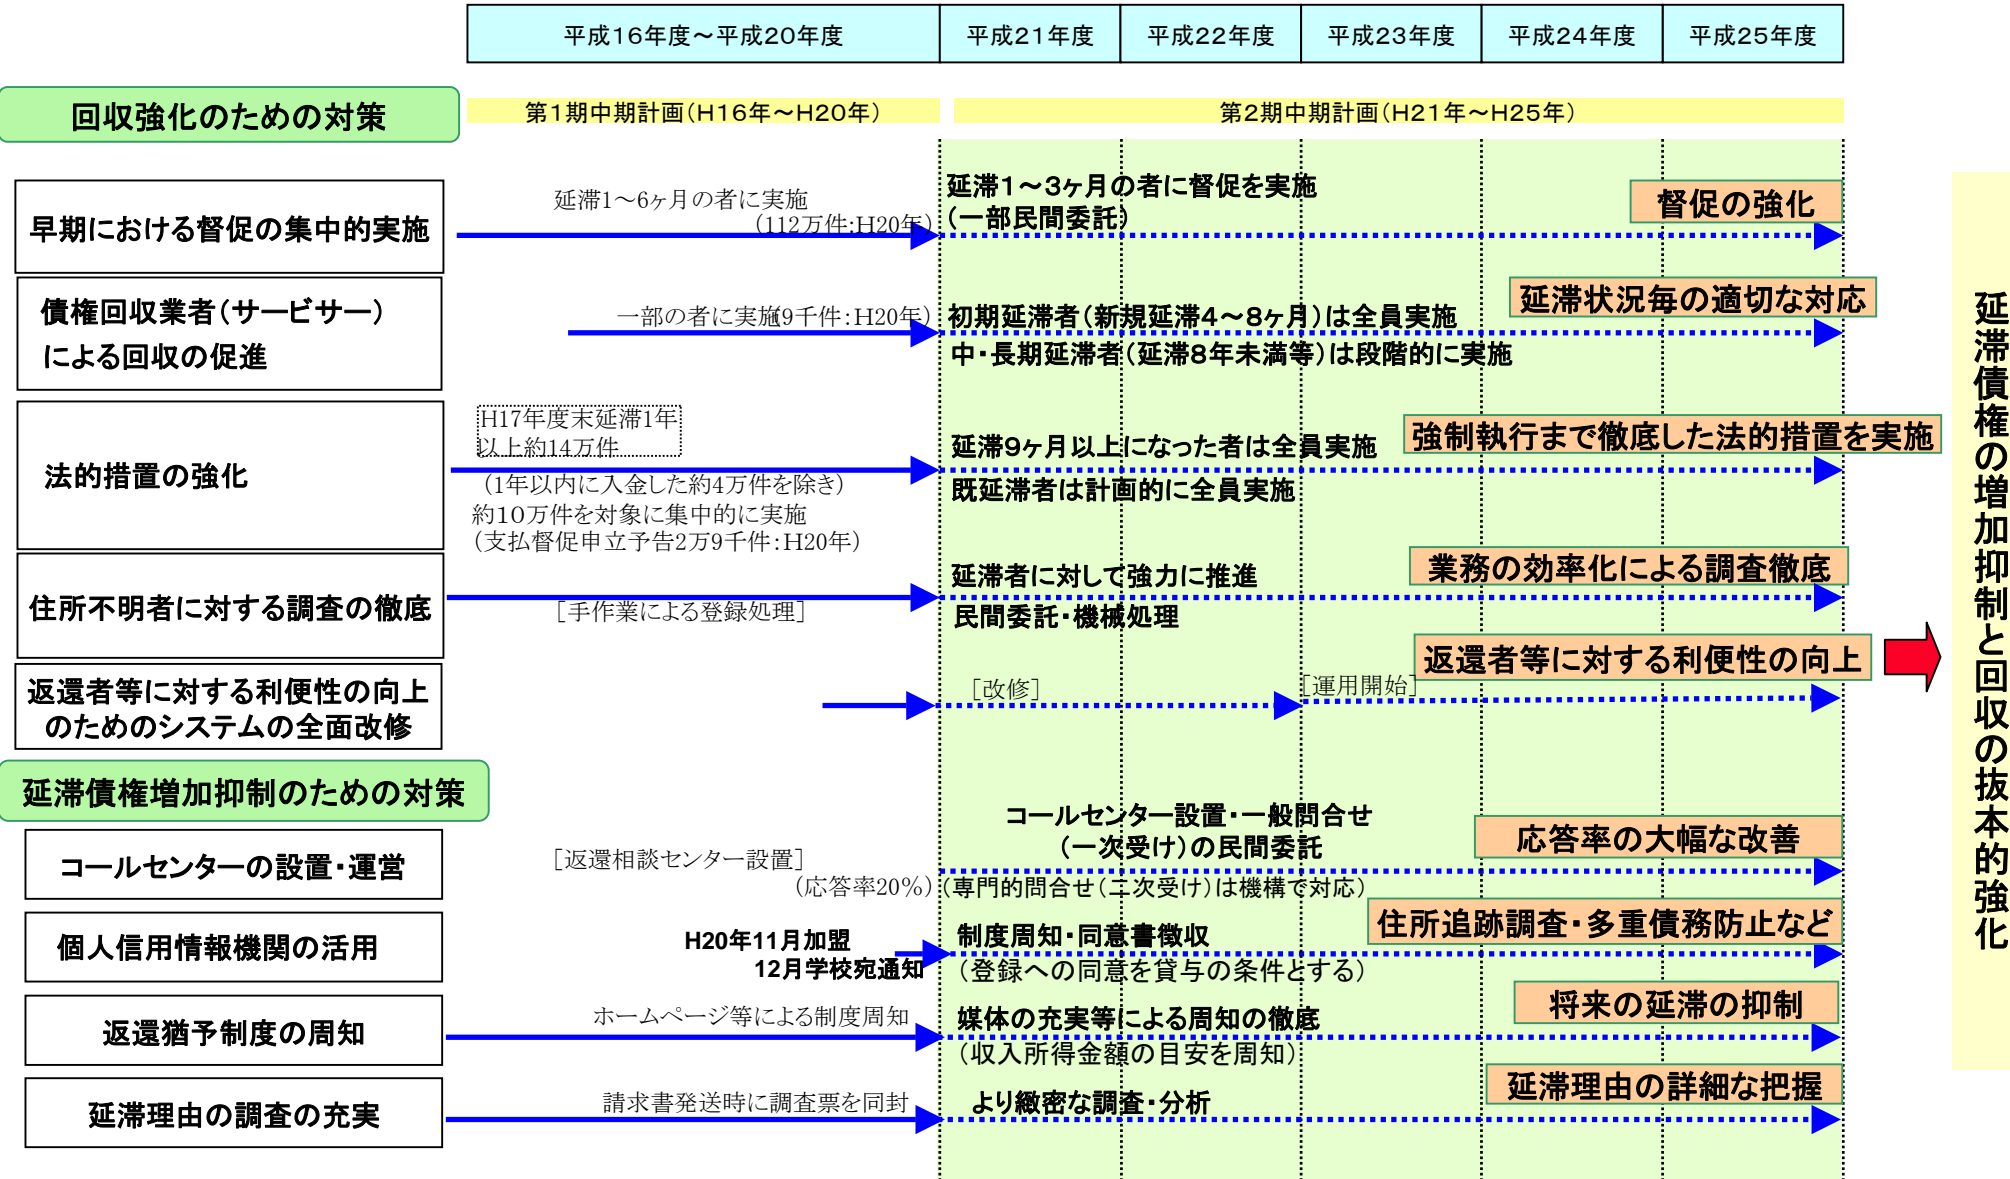 平成16年度～平成20年度
平成21年度
平成22年度
平成23年度
平成24年度
平成25年度
回収強化のための対策
第1期中期計画(H16年～H20年)
第2期中期計画(H21年～H25年)
早期における督促の集中的実施
延滞1～6ヶ月の者に実施
(112万件:H20年)
延滞1～3ヶ月の者に督促を実施
(一部民間委託)
督促の強化
債権回収業者(サービサー)
による回収の促進
一部の者に実施(9千件:H20年)
初期延滞者(新規延滞4～8ヶ月)は全員実施
中・長期延滞者(延滞8年未満等)は段階的に実施
延滞状況毎の適切な対応
法的措置の強化
H17年度末延滞1年
以上約14万件
(1年以内に入金した約4万件を除き)
約10万件を対象に集中的に実施
(支払督促申立予告2万9千件:H20年)
延滞9ヶ月以上になった者は全員実施
既延滞者は計画的に全員実施
強制執行まで徹底した法的措置を実施
住所不明者に対する調査の徹底
[手作業による登録処理]
延滞者に対して強力に推進
民間委託・機械処理
業務の効率化による調査徹底
返還者等に対する利便性の向上
のためのシステムの全面改修
[改修]
[運用開始]
返還者等に対する利便性の向上
延滞債権増加抑制のための対策
コールセンターの設置・運営
[返還相談センター設置]
(応答率20%)
コールセンター設置・一般問合せ
(一次受け)の民間委託
(専門的問合せ(二次受け)は機構で対応)
応答率の大幅な改善
個人信用情報機関の活用
H20年11月加盟
12月学校宛通知
制度周知・同意書徴収
(登録への同意を貸与の条件とする)
住所追跡調査・多重債務防止など
返還猶予制度の周知
ホームページ等による制度周知
媒体の充実等による周知の徹底
(収入所得金額の目安を周知)
将来の延滞の抑制
延滞理由の調査の充実
請求書発送時に調査票を同封
より緻密な調査・分析
延滞理由の詳細な把握
延滞債権の増加抑制と回収の抜本的強化